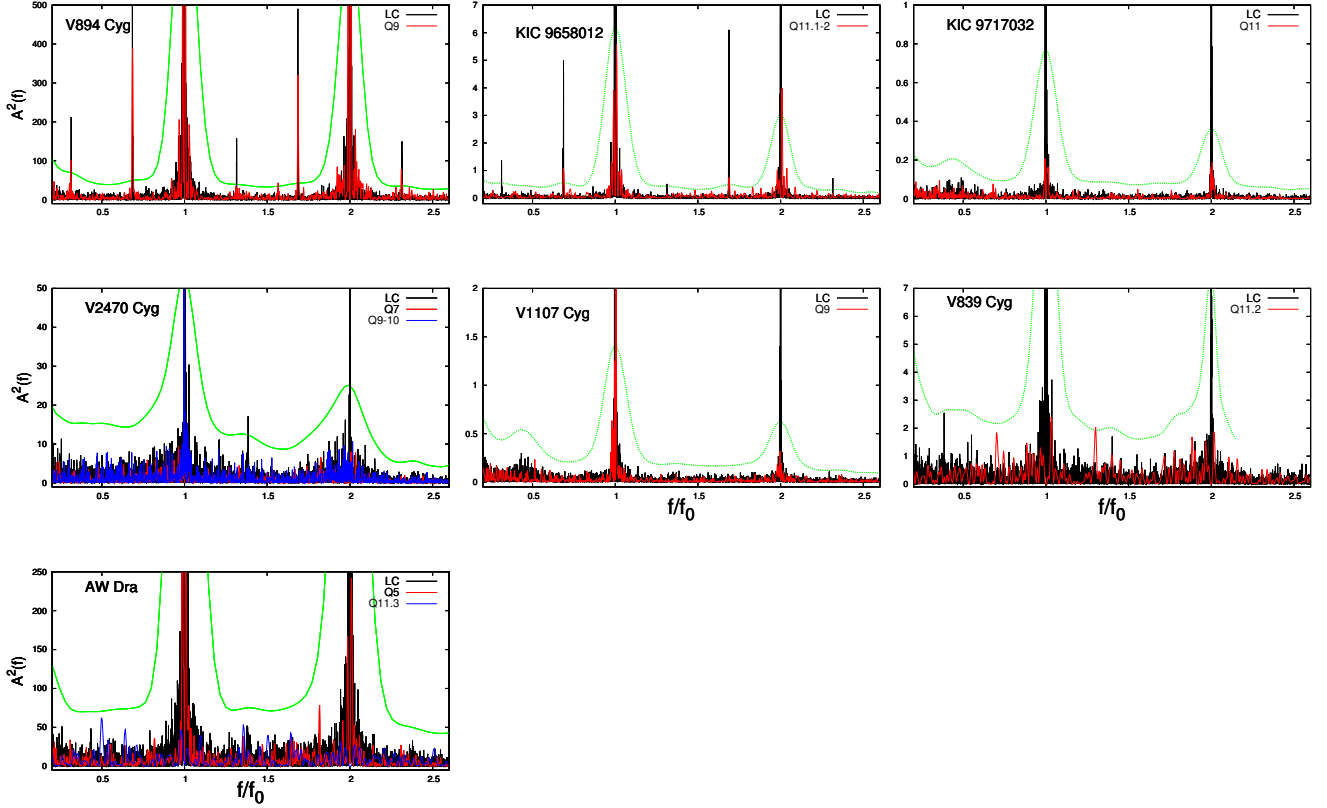 V894 Cyg
LC
Q9
A²(f)
500
400
300
200
100
0
0.5
1
1.5
2
2.5
KIC 9658012
LC
Q11.1-2
7
6
5
4
3
2
1
0
0.5
1
1.5
2
2.5
KIC 9717032
LC
Q11
1
0.8
0.6
0.4
0.2
0
0.5
1
1.5
2
2.5
V2470 Cyg
LC
Q7
Q9-10
A²(f)
50
40
30
20
10
0
0.5
1
1.5
2
2.5
V1107 Cyg
LC
Q9
2
1.5
1
0.5
0
0.5
1
1.5
2
2.5
f/f₀
V839 Cyg
LC
Q11.2
7
6
5
4
3
2
1
0
0.5
1
1.5
2
2.5
f/f₀
AW Dra
LC
Q5
Q11.3
A²(f)
250
200
150
100
50
0
0.5
1
1.5
2
2.5
f/f₀